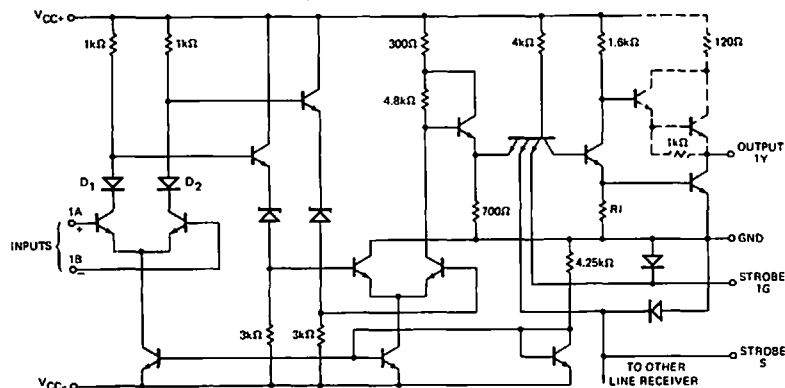 VCC+
1kΩ
1kΩ
300Ω
4kΩ
1.6kΩ
120Ω
4.8kΩ
1kΩ
OUTPUT
1Y
D1
D2
1A
+
INPUTS
1B
−
700Ω
R1
GND
4.25kΩ
STROBE
1G
3kΩ
3kΩ
STROBE
S
TO OTHER
LINE RECEIVER
VCC−